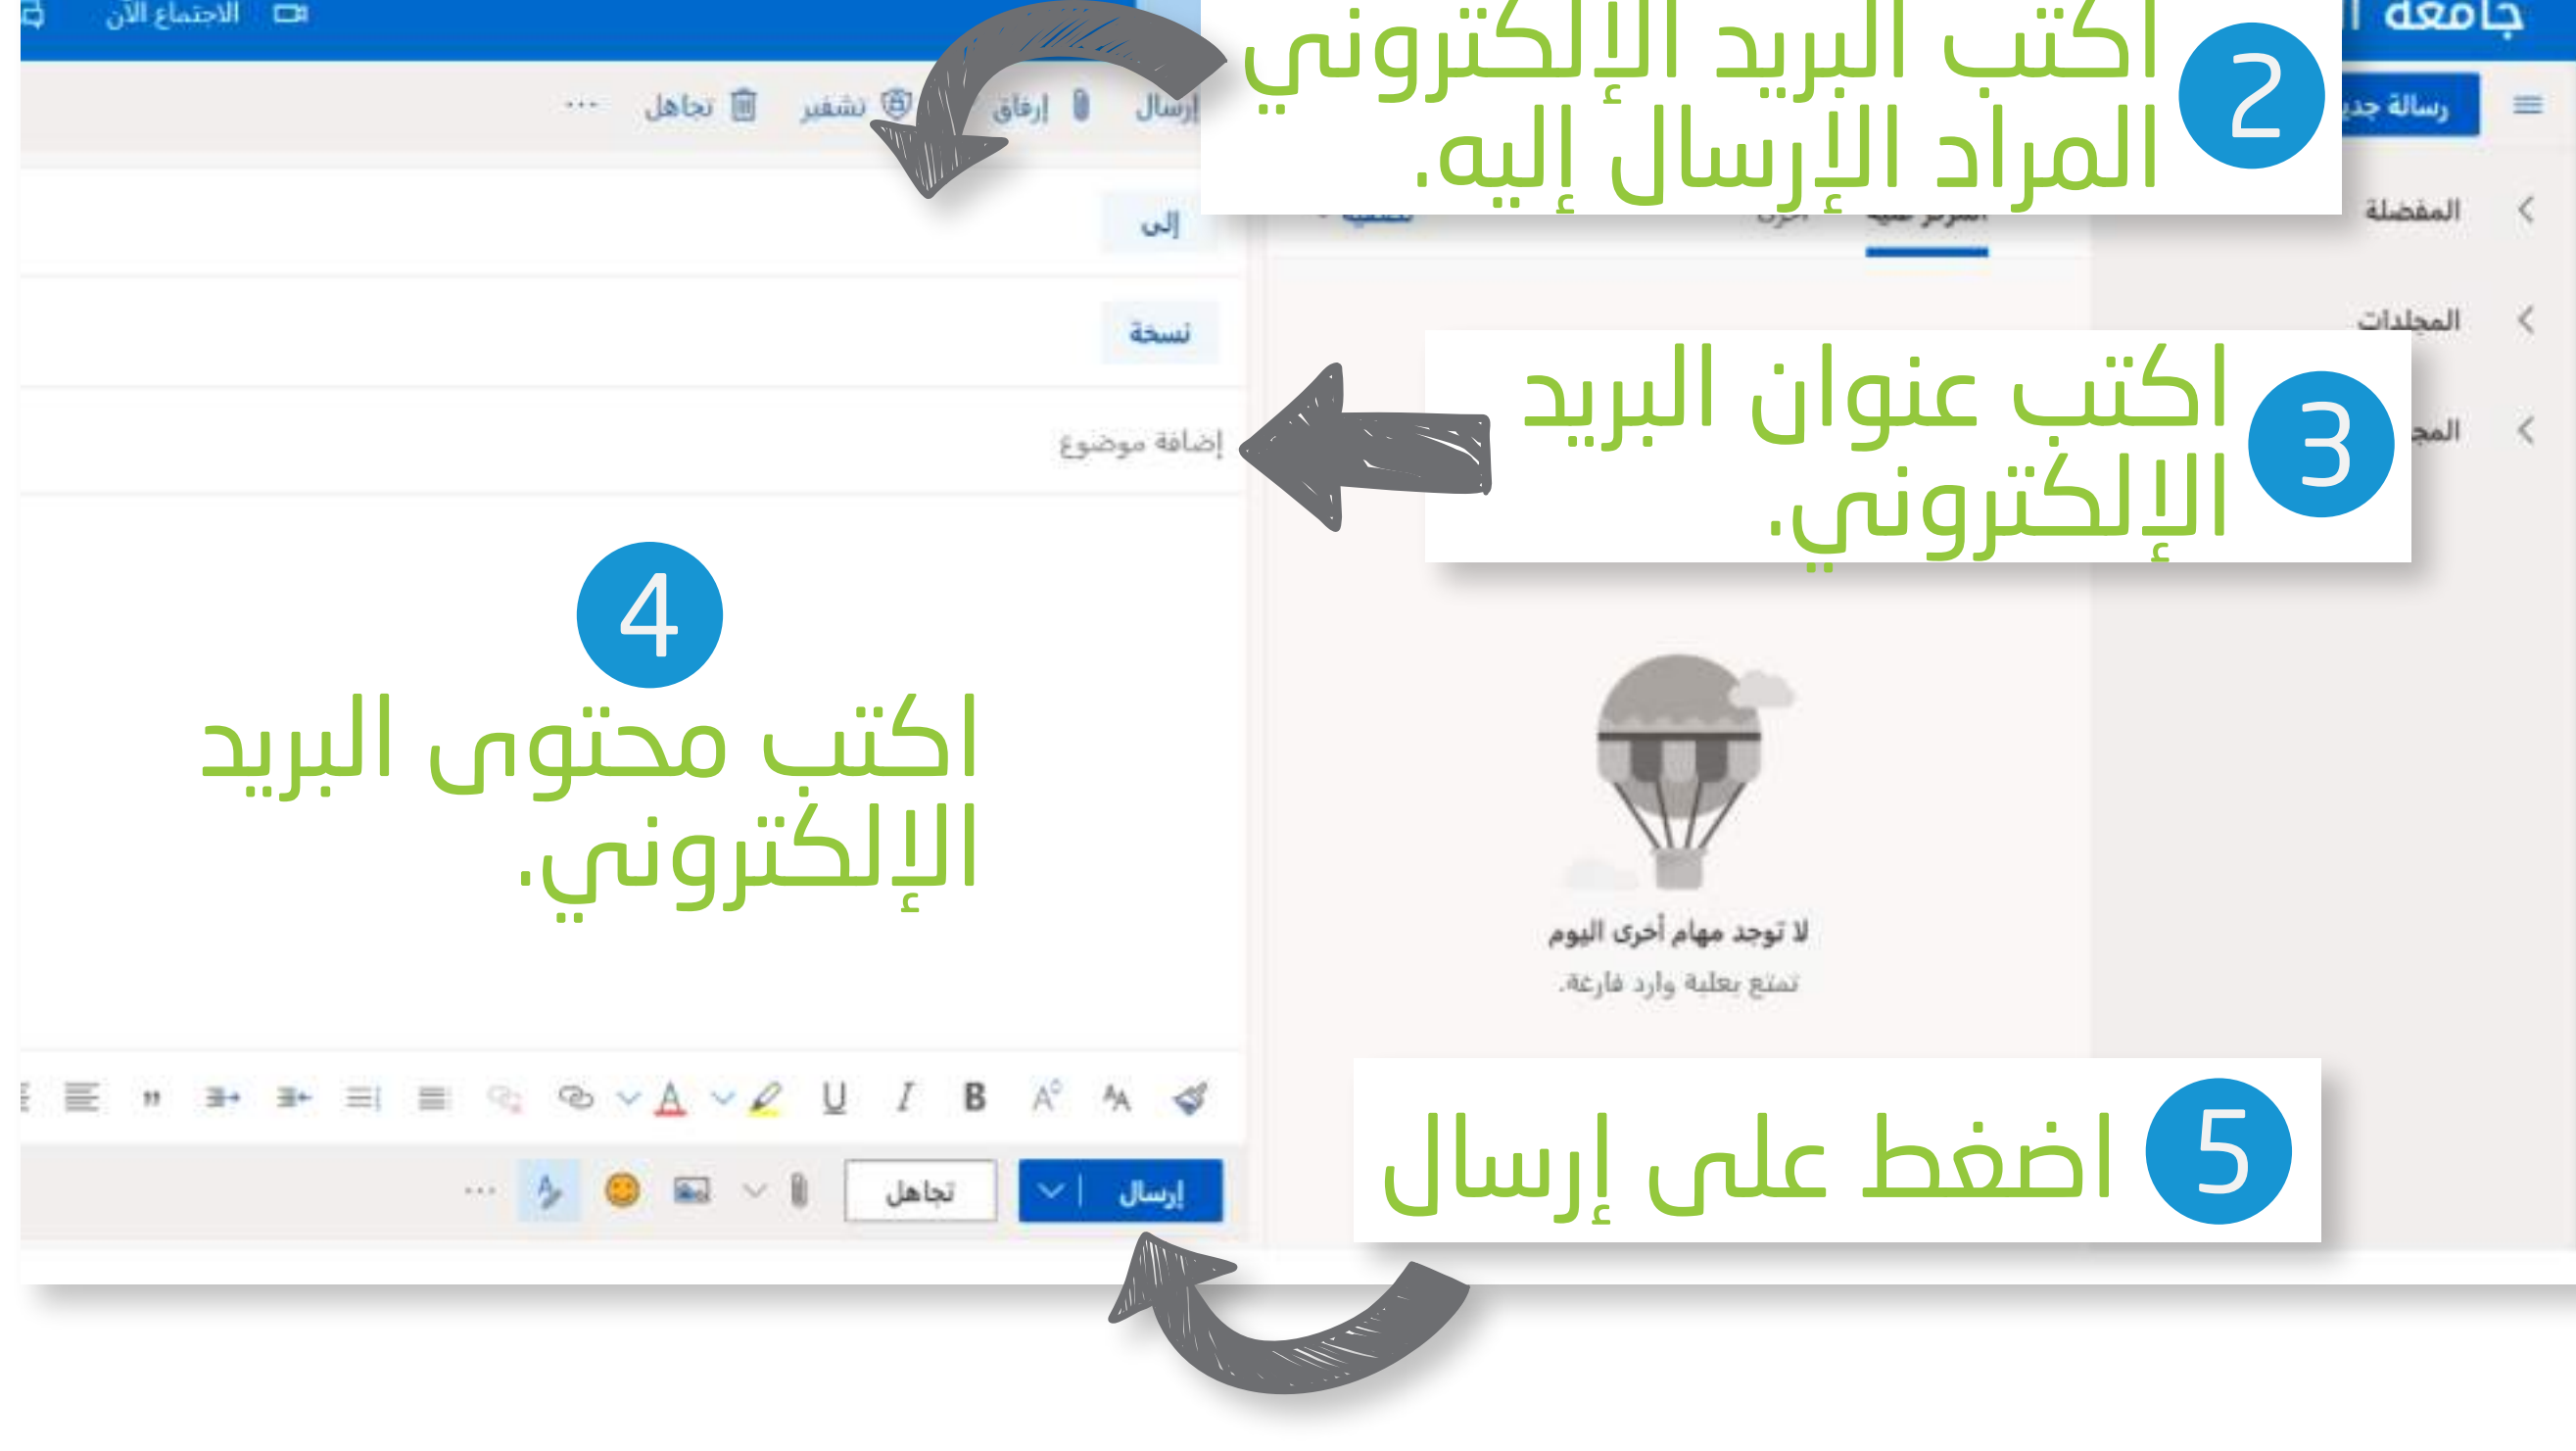 جامعة
الاجتماع الآن
2
اكتب البريد الإلكتروني
المراد الإرسال إليه.
رسالة
إرسال
إرفاق
تشفير
تجاهل
المفضلة
المجلدات
إلى
نسخة
إضافة موضوع
3
اكتب عنوان البريد
الإلكتروني.
4
اكتب محتوى البريد
الإلكتروني.
لا توجد مهام أخرى اليوم
تمتع بعلبة وارد فارغة.
5
اضغط على إرسال
إرسال
تجاهل